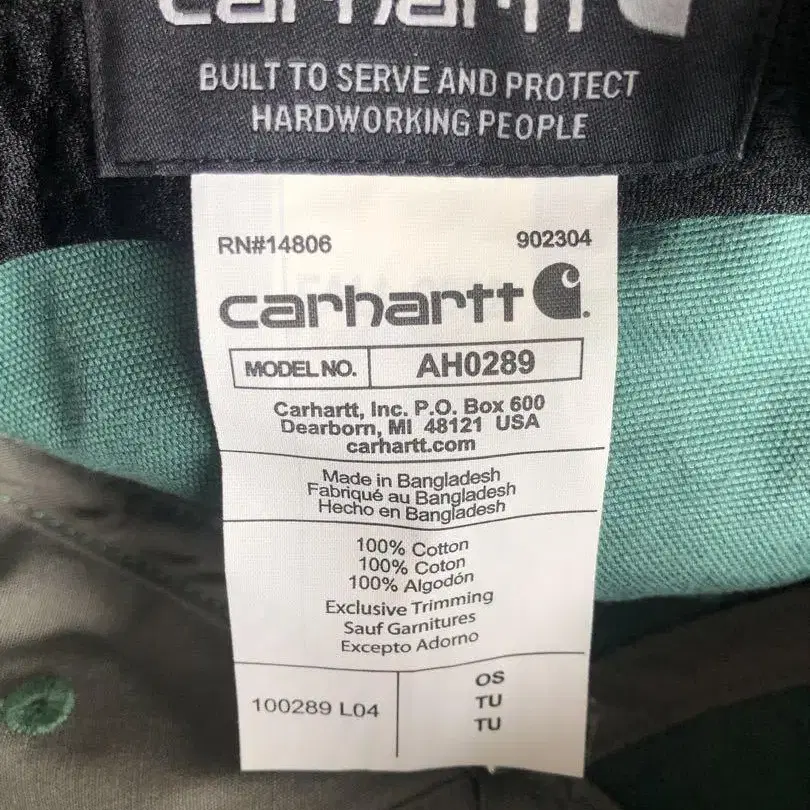 carhartt
BUILT TO SERVE AND PROTECT
HARDWORKING PEOPLE
RN#14806 902304
carhartt
MODEL NO. AH0289
Carhartt, Inc. P.O. Box 600
Dearborn, MI 48121 USA
carhartt.com
Made in Bangladesh
Fabriqué au Bangladesh
Hecho en Bangladesh
100% Cotton
100% Coton
100% Algodón
Exclusive Trimming
Sauf Garnitures
Excepto Adorno
100289 L04
OS
TU
TU